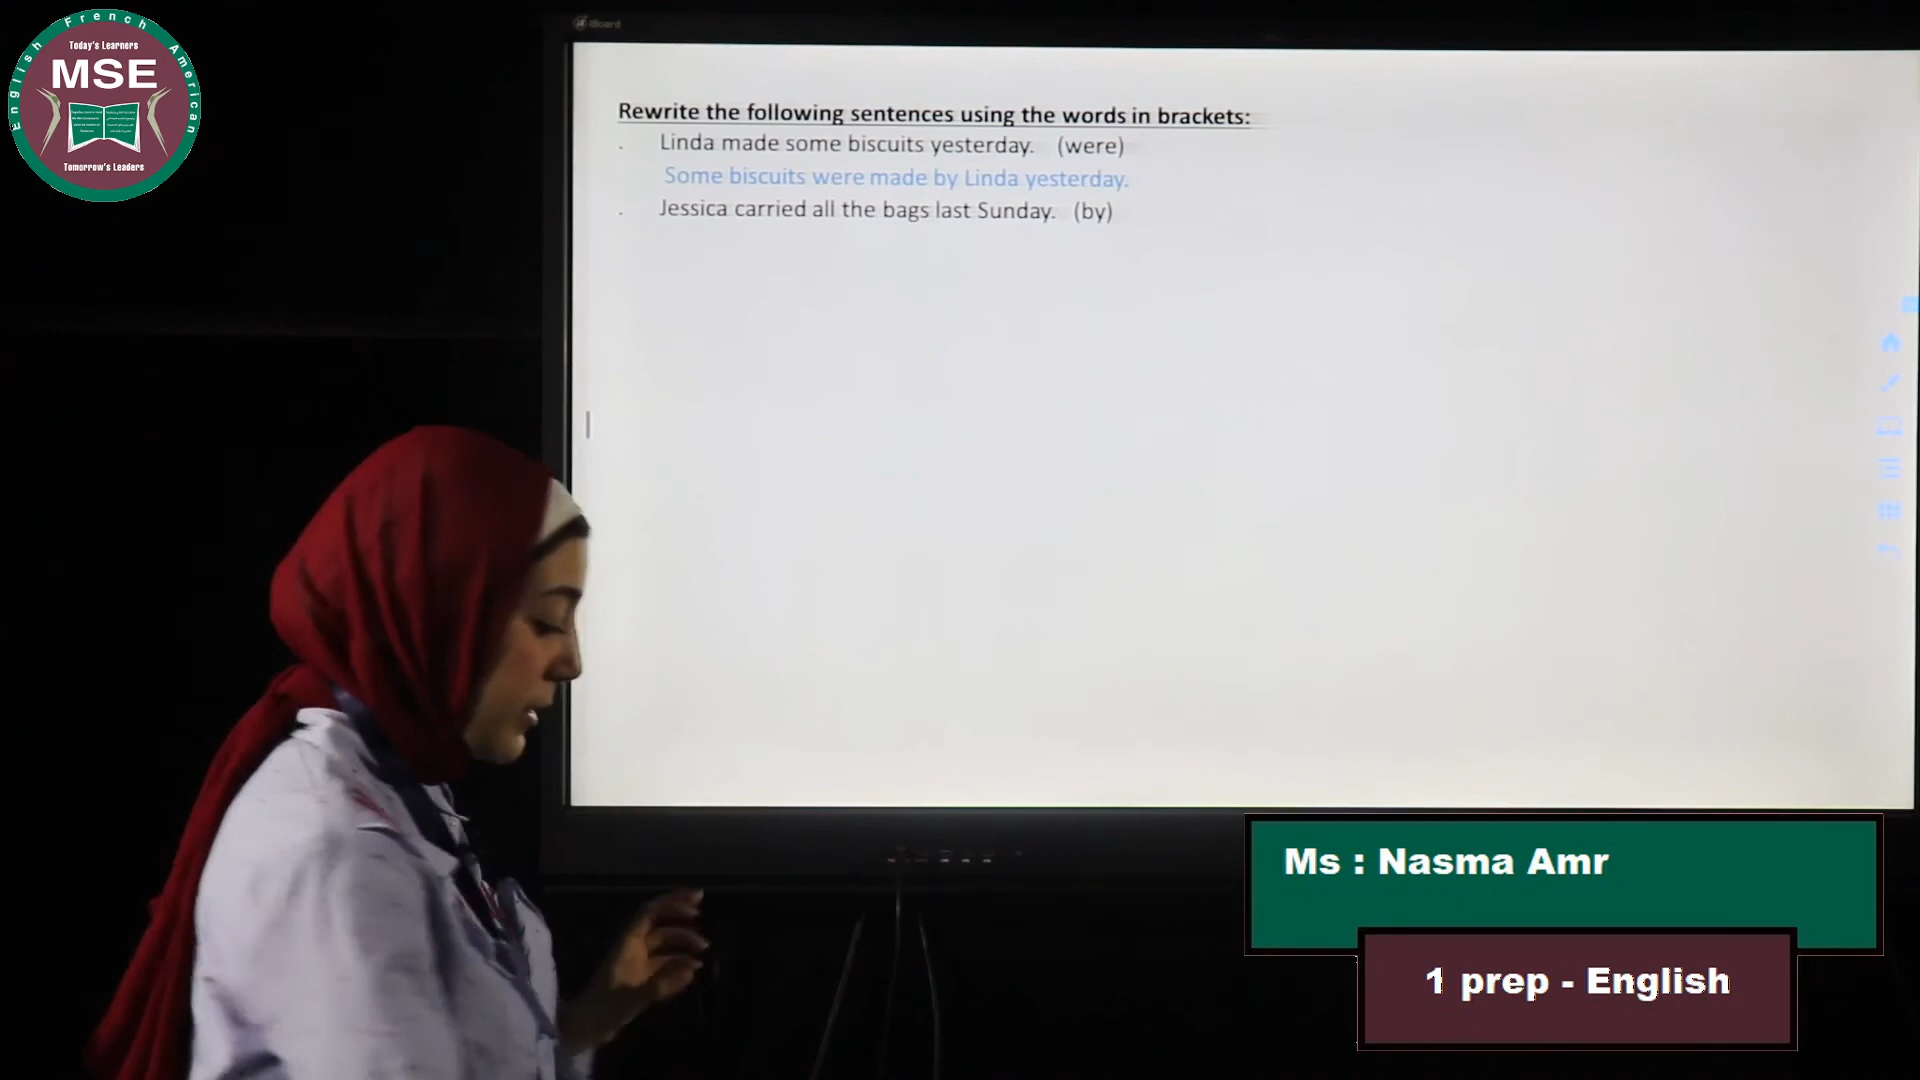 English French American
Today's Learners
MSE
Tomorrow's Leaders
iBoard
Rewrite the following sentences using the words in brackets:
. Linda made some biscuits yesterday. (were)
Some biscuits were made by Linda yesterday.
. Jessica carried all the bags last Sunday. (by)
Ms : Nasma Amr
1 prep - English